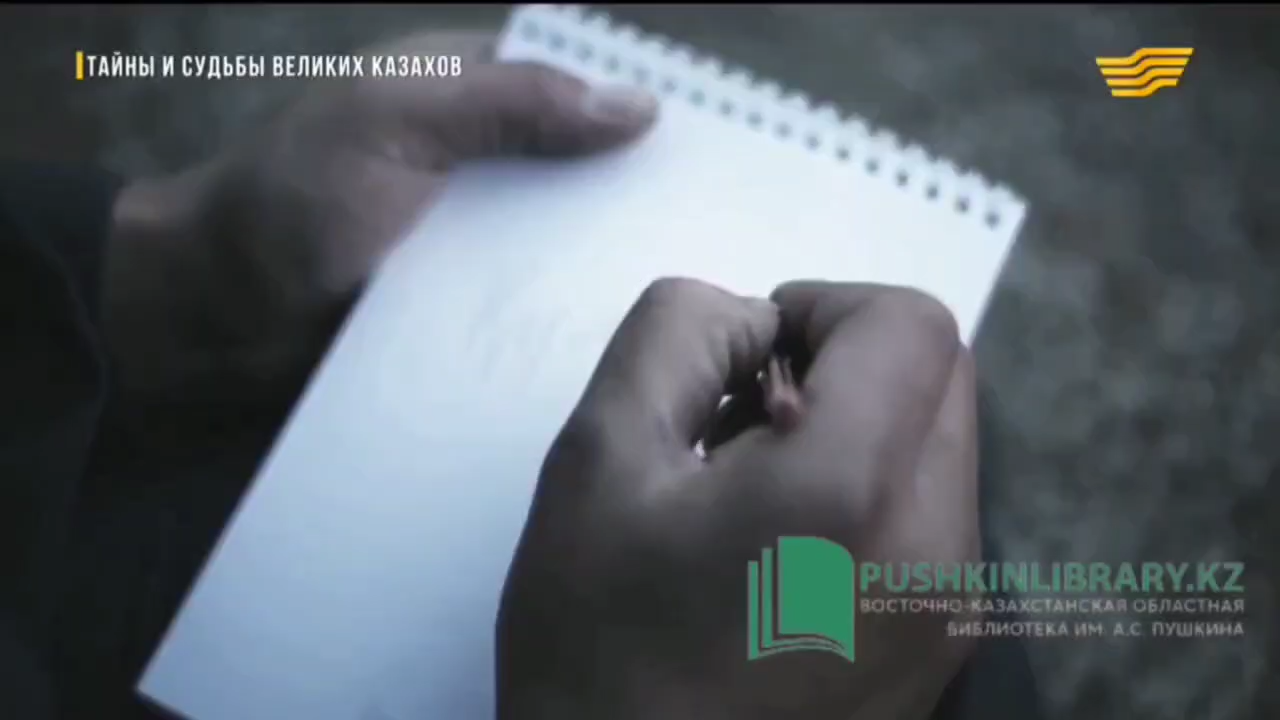 ТАЙНЫ И СУДЬБЫ ВЕЛИКИХ КАЗАХОВ
PUSHKINLIBRARY.KZ
ВОСТОЧНО-КАЗАХСТАНСКАЯ ОБЛАСТНАЯ
БИБЛИОТЕКА ИМ. А.С. ПУШКИНА